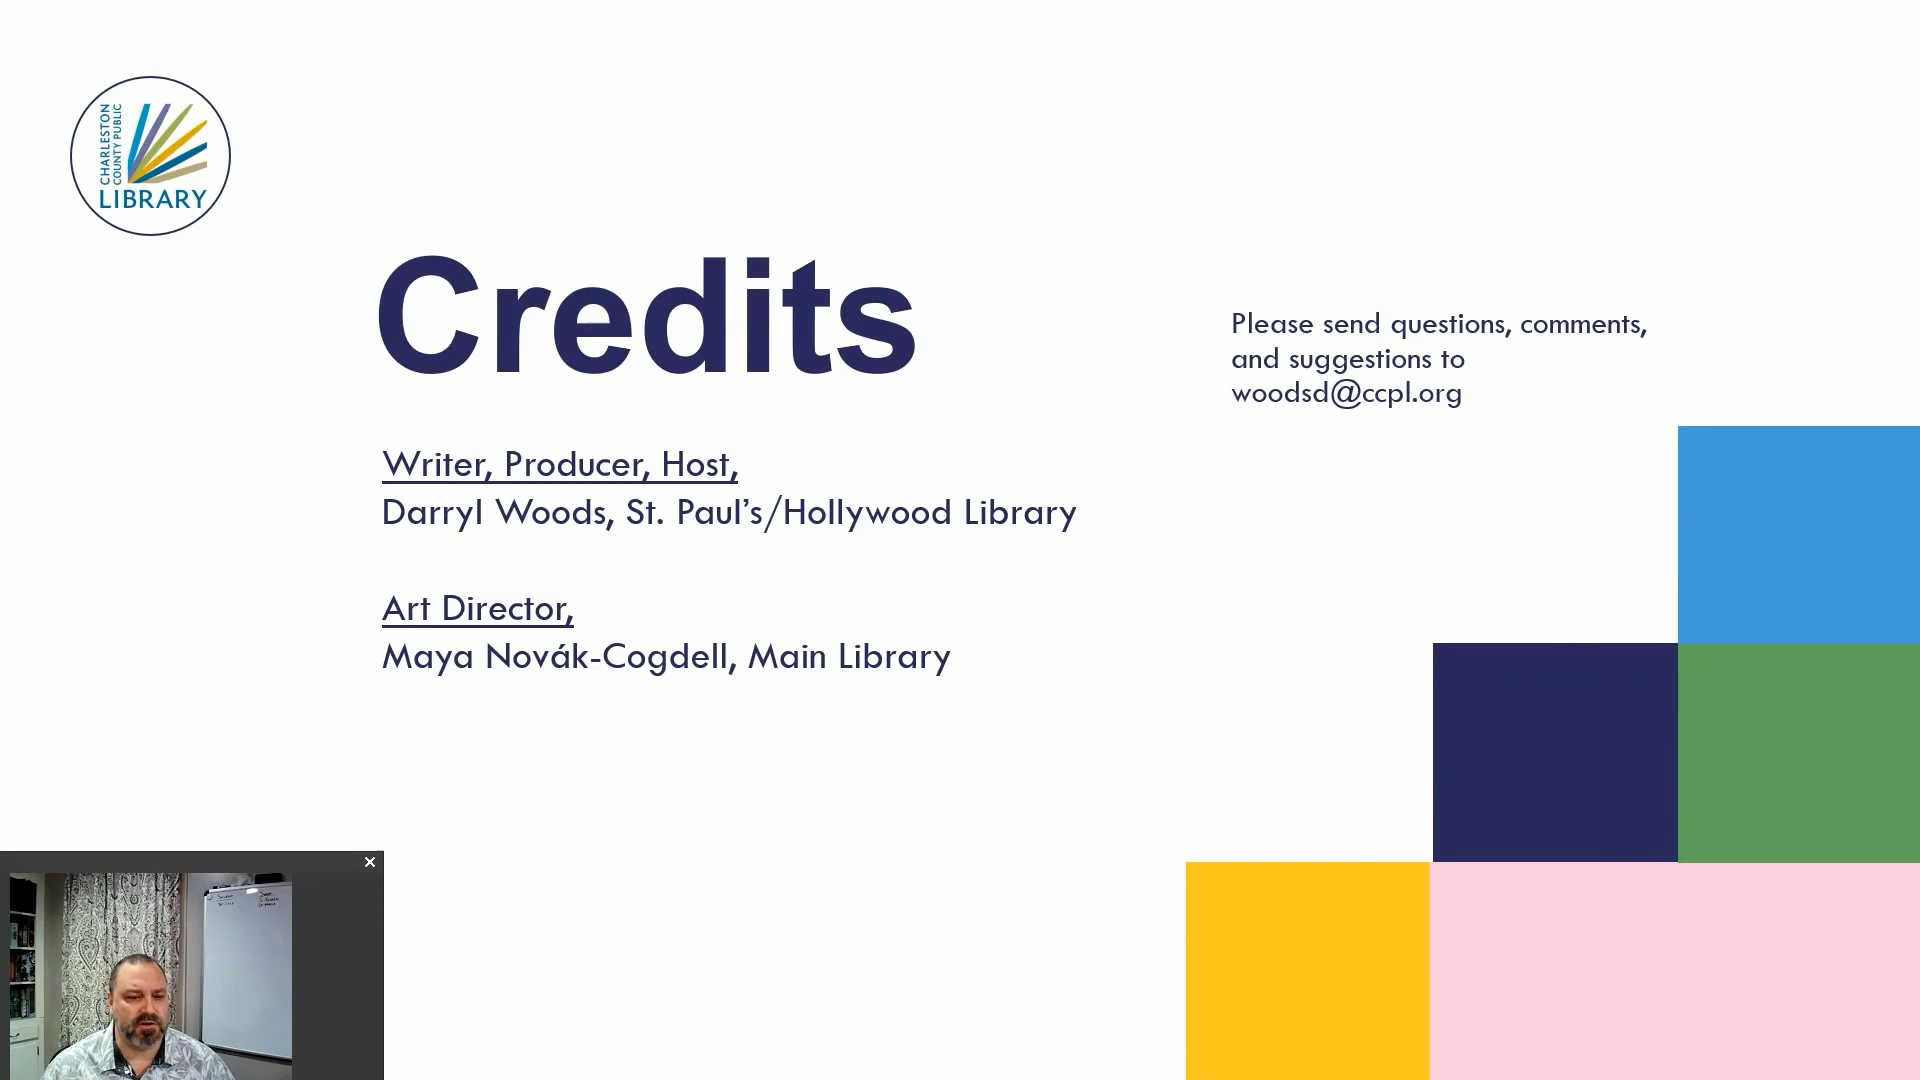 CHARLESTON
COUNTY PUBLIC
LIBRARY
Credits
Please send questions, comments,
and suggestions to
woodsd@ccpl.org
Writer, Producer, Host,
Darryl Woods, St. Paul’s/Hollywood Library
Art Director,
Maya Novák-Cogdell, Main Library